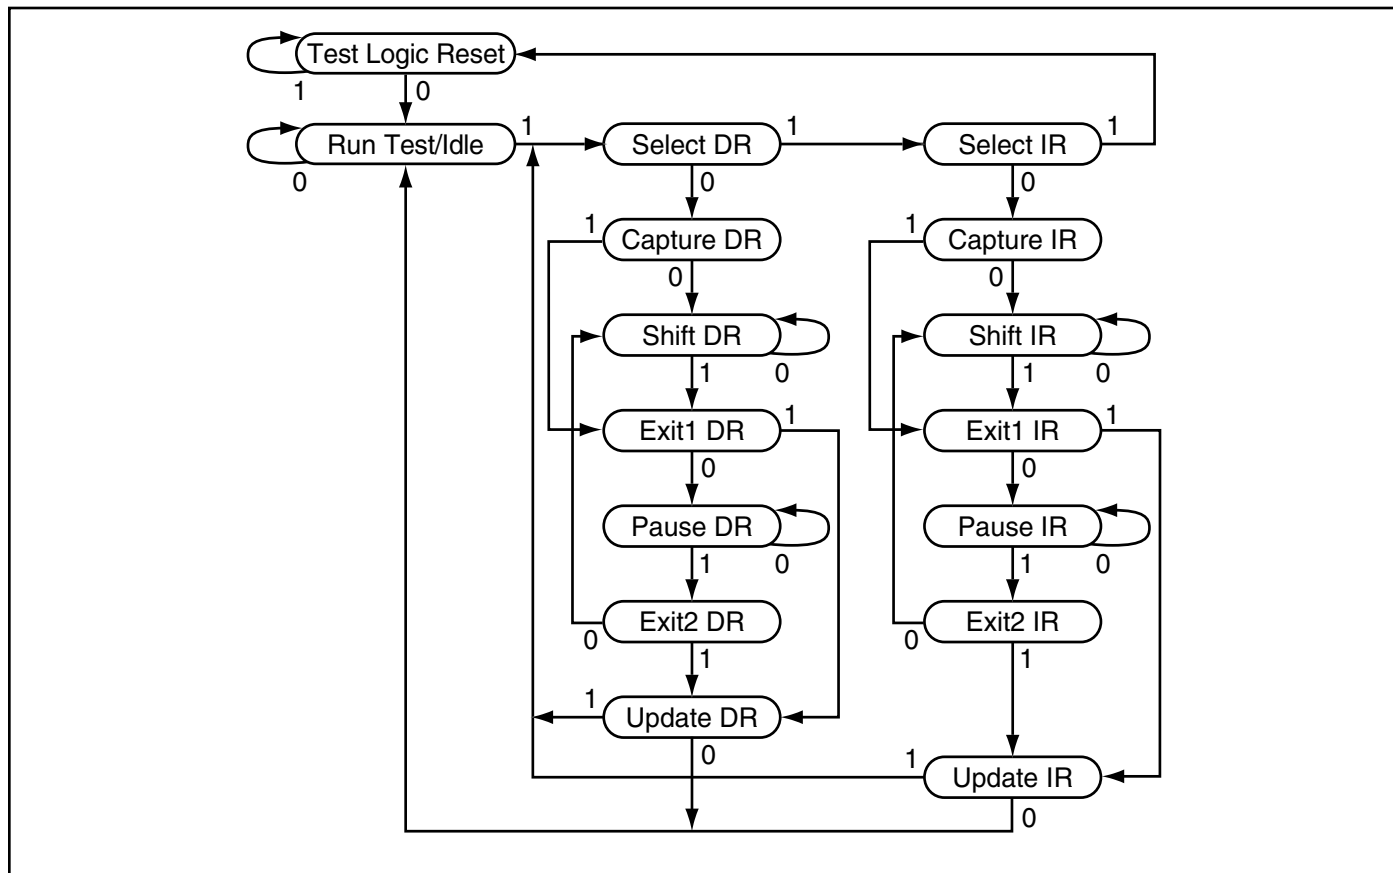 Test Logic Reset
1 0
Run Test/Idle 1 Select DR 1 Select IR 1
0 0 0
1 Capture DR 1 Capture IR
0 0
Shift DR Shift IR
1 0 1 0
Exit1 DR 1 Exit1 IR 1
0 0
Pause DR Pause IR
1 0 1 0
Exit2 DR Exit2 IR
0 1 0 1
1 Update DR
0 1 Update IR
0